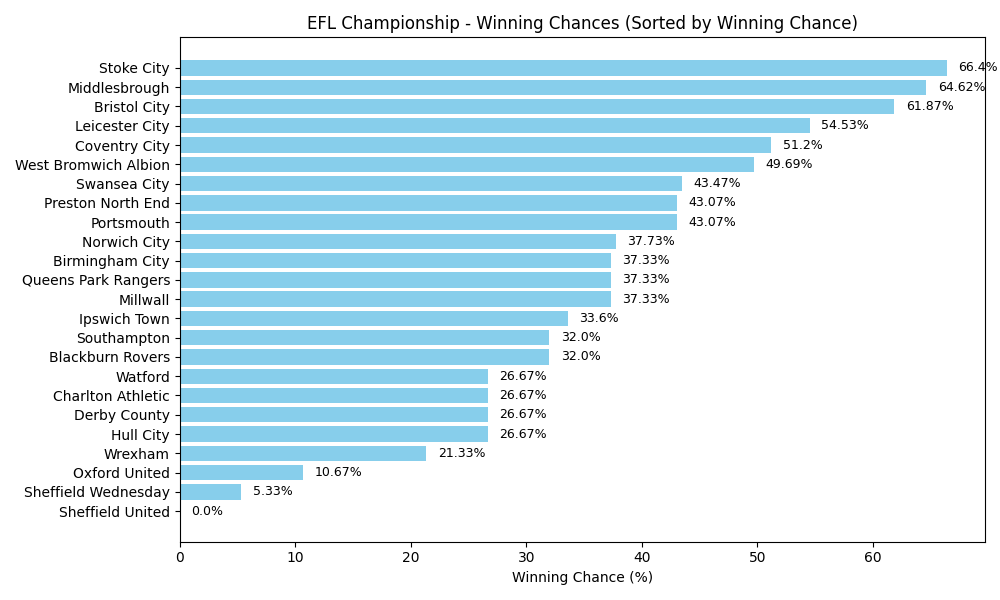 EFL Championship - Winning Chances (Sorted by Winning Chance)
Stoke City 66.4%
Middlesbrough 64.62%
Bristol City 61.87%
Leicester City 54.53%
Coventry City 51.2%
West Bromwich Albion 49.69%
Swansea City 43.47%
Preston North End 43.07%
Portsmouth 43.07%
Norwich City 37.73%
Birmingham City 37.33%
Queens Park Rangers 37.33%
Millwall 37.33%
Ipswich Town 33.6%
Southampton 32.0%
Blackburn Rovers 32.0%
Watford 26.67%
Charlton Athletic 26.67%
Derby County 26.67%
Hull City 26.67%
Wrexham 21.33%
Oxford United 10.67%
Sheffield Wednesday 5.33%
Sheffield United 0.0%
0 10 20 30 40 50 60
Winning Chance (%)